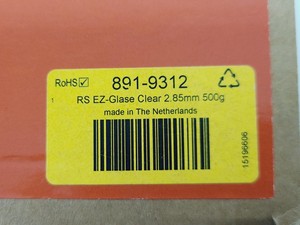 RoHS 891-9312
RS EZ-Glase Clear 2.85mm 500g
made in The Netherlands
15196606